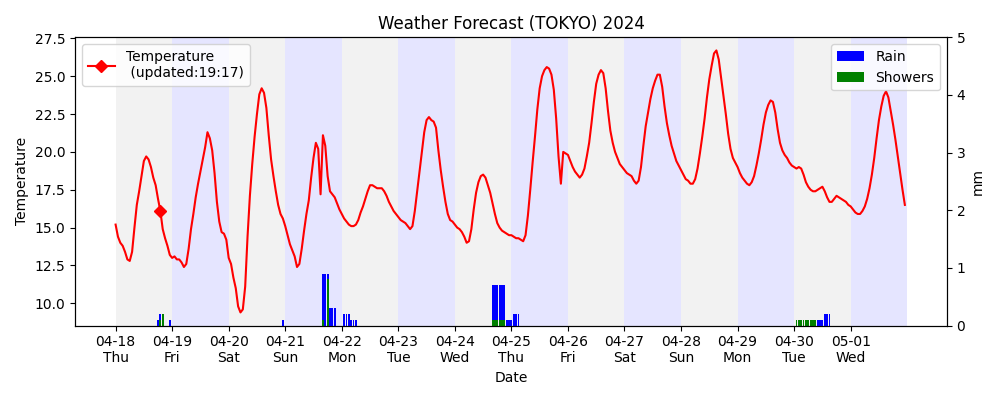 Weather Forecast (TOKYO) 2024
Temperature
(updated:19:17)
Rain
Showers
27.5
25.0
22.5
20.0
17.5
15.0
12.5
10.0
Temperature
5
4
3
2
1
0
mm
04-18 04-19 04-20 04-21 04-22 04-23 04-24 04-25 04-26 04-27 04-28 04-29 04-30 05-01
Thu Fri Sat Sun Mon Tue Wed Thu Fri Sat Sun Mon Tue Wed
Date